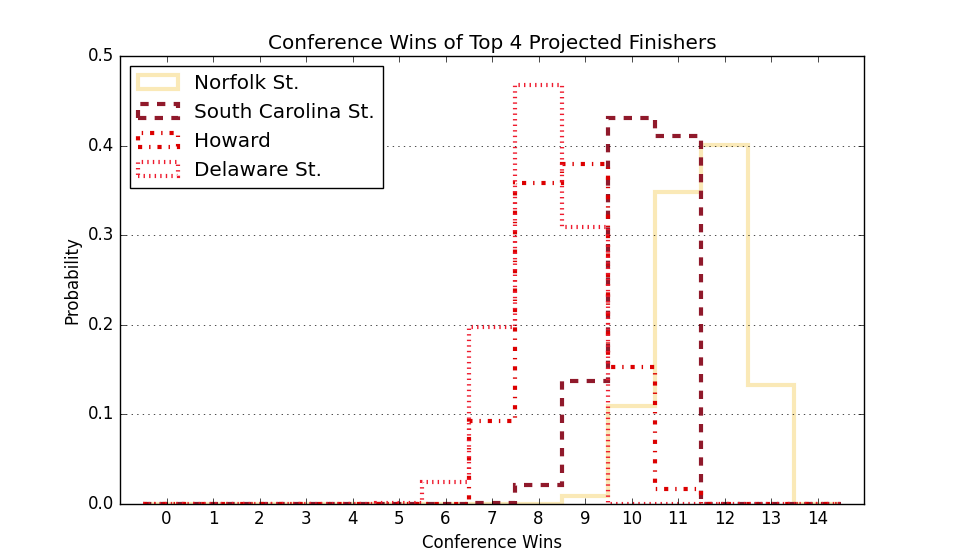 Conference Wins of Top 4 Projected Finishers
Norfolk St.
South Carolina St.
Howard
Delaware St.
0.5
0.4
0.3
0.2
0.1
0.0
Probability
0 1 2 3 4 5 6 7 8 9 10 11 12 13 14
Conference Wins